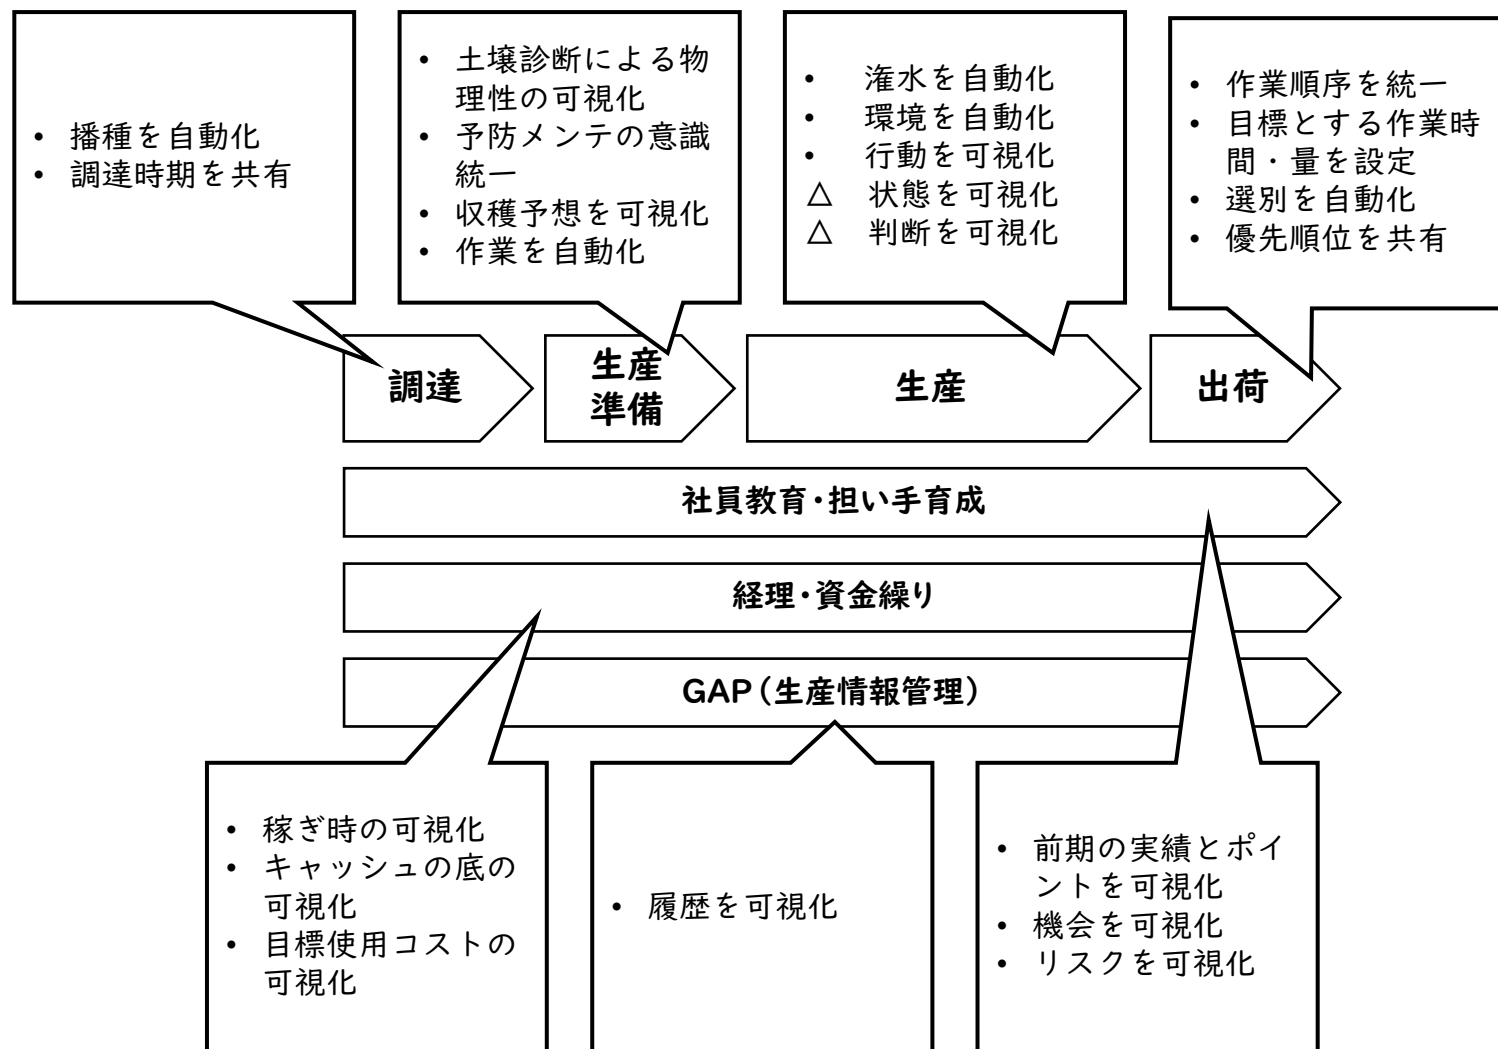 • 播種を自動化
• 調達時期を共有
• 土壌診断による物
理性の可視化
• 予防メンテの意識
統一
• 収穫予想を可視化
• 作業を自動化
• 潅水を自動化
• 環境を自動化
• 行動を可視化
△ 状態を可視化
△ 判断を可視化
• 作業順序を統一
• 目標とする作業時
間・量を設定
• 選別を自動化
• 優先順位を共有
調達
生産
準備
生産
出荷
社員教育・担い手育成
経理・資金繰り
GAP(生産情報管理)
• 稼ぎ時の可視化
• キャッシュの底の
可視化
• 目標使用コストの
可視化
• 履歴を可視化
• 前期の実績とポイ
ントを可視化
• 機会を可視化
• リスクを可視化